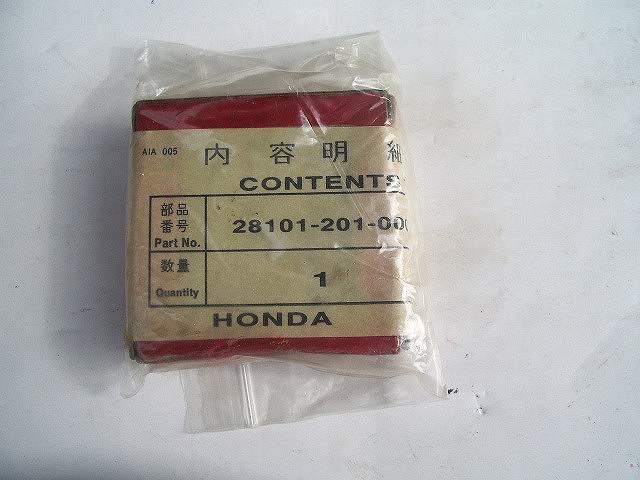 AIA 005
内容明細
CONTENTS
部品
番号
Part No.
28101-201-000
数量
Quantity
1
HONDA